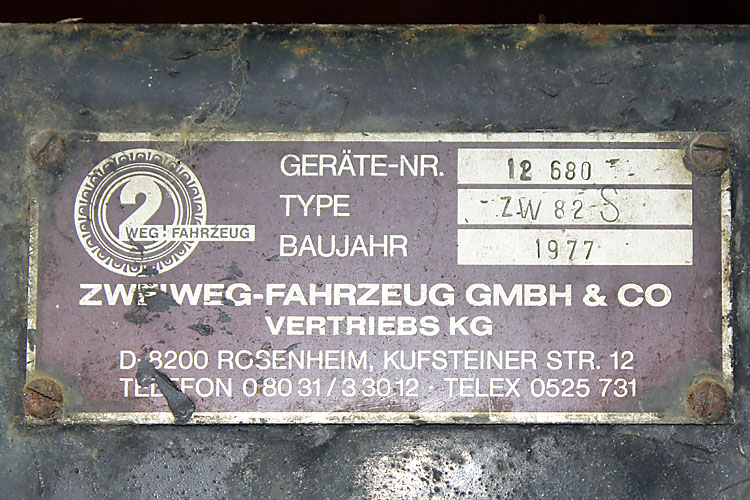 2
WEG-FAHRZEUG
GERÄTE-NR. 12 680
TYPE ZW 82 S
BAUJAHR 1977
ZWEIWEG-FAHRZEUG GMBH & CO
VERTRIEBS KG
D-8200 ROSENHEIM, KUFSTEINER STR. 12
TELEFON 0 80 31 / 3 30 12 · TELEX 0525 731